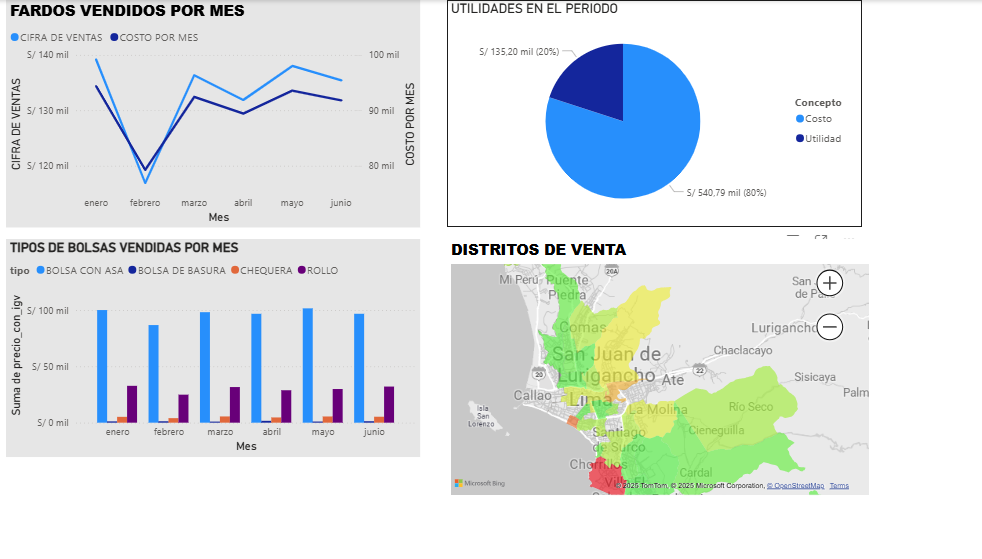 FARDOS VENDIDOS POR MES
CIFRA DE VENTAS COSTO POR MES
S/ 140 mil
S/ 130 mil
S/ 120 mil
100 mil
90 mil
80 mil
CIFRA DE VENTAS
COSTO POR MES
enero febrero marzo abril mayo junio
Mes
UTILIDADES EN EL PERIODO
S/ 135,20 mil (20%)
S/ 540,79 mil (80%)
Concepto
Costo
Utilidad
TIPOS DE BOLSAS VENDIDAS POR MES
tipo BOLSA CON ASA BOLSA DE BASURA CHEQUERA ROLLO
Suma de precio_con_igv
S/ 100 mil
S/ 50 mil
S/ 0 mil
enero febrero marzo abril mayo junio
Mes
DISTRITOS DE VENTA
20A
Mi Perú
Puente
Piedra
San
Comas
Lurigancho
San Juan de
Lurigancho
Chaclacayo
20
22
Ate
Sisicaya
Callao
Lima
Palm
Isla
San
Lorenzo
La Molina
Río Seco
Santiago
de Surco
Cieneguilla
Chorrillos
Cardal
Microsoft Bing
© 2025 TomTom, © 2025 Microsoft Corporation, © OpenStreetMap Terms